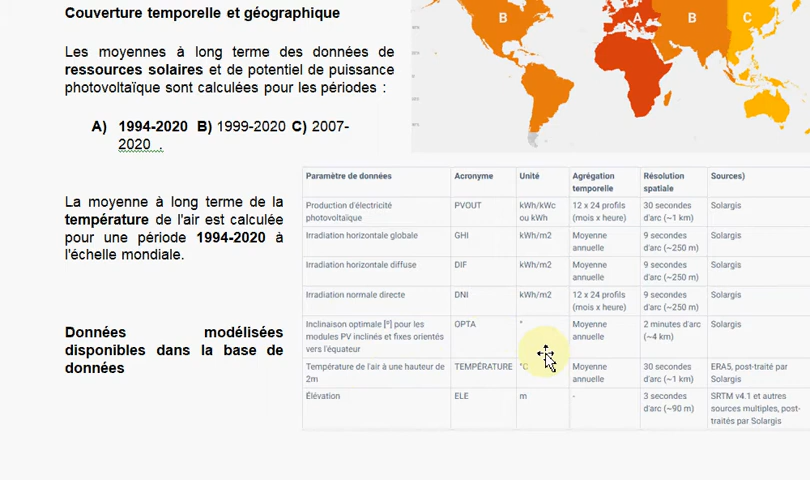 Couverture temporelle et géographique
Les moyennes à long terme des données de
ressources solaires et de potentiel de puissance
photovoltaïque sont calculées pour les périodes :
A) 1994-2020 B) 1999-2020 C) 2007-
2020 .
B
A
B
C
La moyenne à long terme de la
température de l'air est calculée
pour une période 1994-2020 à
l'échelle mondiale.
Données modélisées
disponibles dans la base de
données
Paramètre de données Acronyme Unité Agrégation temporelle Résolution spatiale Sources)
Production d'électricité photovoltaïque PVOUT kWh/kWc ou kWh 12 x 24 profils (mois x heure) 30 secondes d'arc (~1 km) Solargis
Irradiation horizontale globale GHI kWh/m2 Moyenne annuelle 9 secondes d'arc (~250 m) Solargis
Irradiation horizontale diffuse DIF kWh/m2 Moyenne annuelle 9 secondes d'arc (~250 m) Solargis
Irradiation normale directe DNI kWh/m2 12 x 24 profils (mois x heure) 9 secondes d'arc (~250 m) Solargis
Inclinaison optimale [º] pour les modules PV inclinés et fixes orientés vers l'équateur OPTA ° Moyenne annuelle 2 minutes d'arc (~4 km) Solargis
Température de l'air à une hauteur de 2m TEMPÉRATURE °C Moyenne annuelle 30 secondes d'arc (~1 km) ERA5, post-traité par Solargis
Élévation ELE m - 3 secondes d'arc (~90 m) SRTM v4.1 et autres sources multiples, post-traités par Solargis